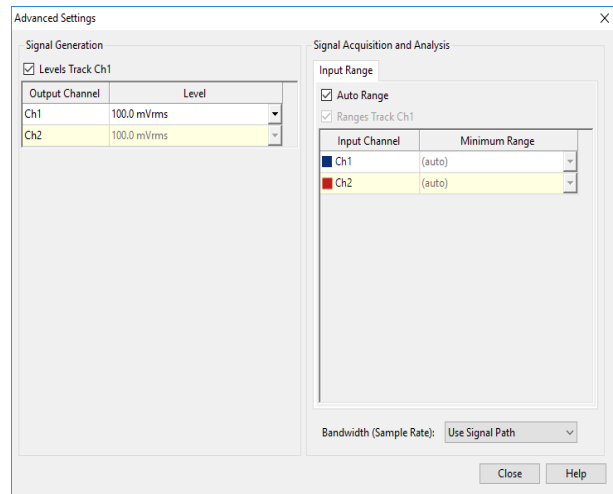 Advanced Settings
Signal Generation
Levels Track Ch1
Output Channel Level
Ch1 100.0 mVrms
Ch2 100.0 mVrms
Signal Acquisition and Analysis
Input Range
Auto Range
Ranges Track Ch1
Input Channel Minimum Range
Ch1 (auto)
Ch2 (auto)
Bandwidth (Sample Rate): Use Signal Path
Close Help